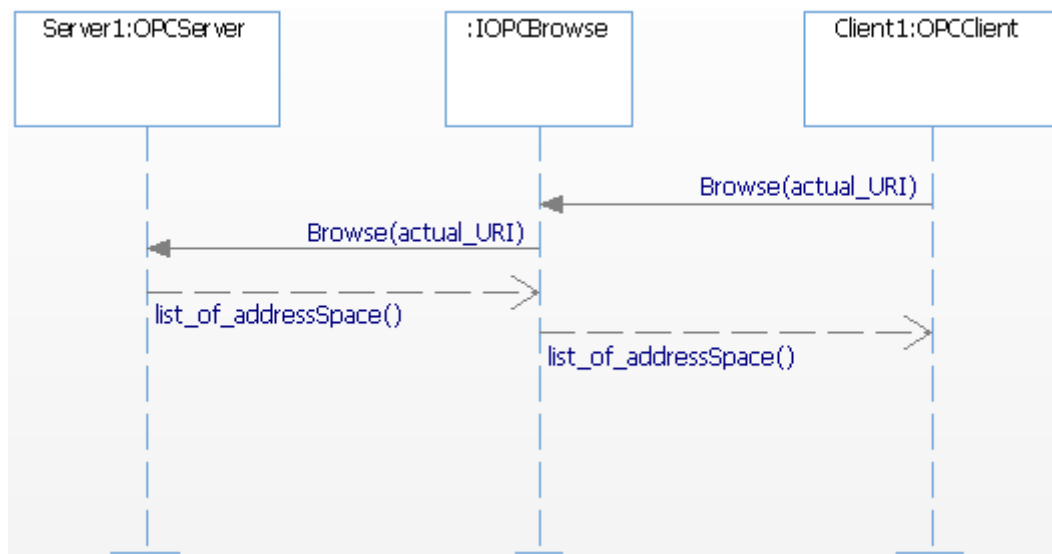 Server1:OPCServer
:IOPCBrowse
Client1:OPCClient
Browse(actual_URI)
Browse(actual_URI)
list_of_addressSpace()
list_of_addressSpace()